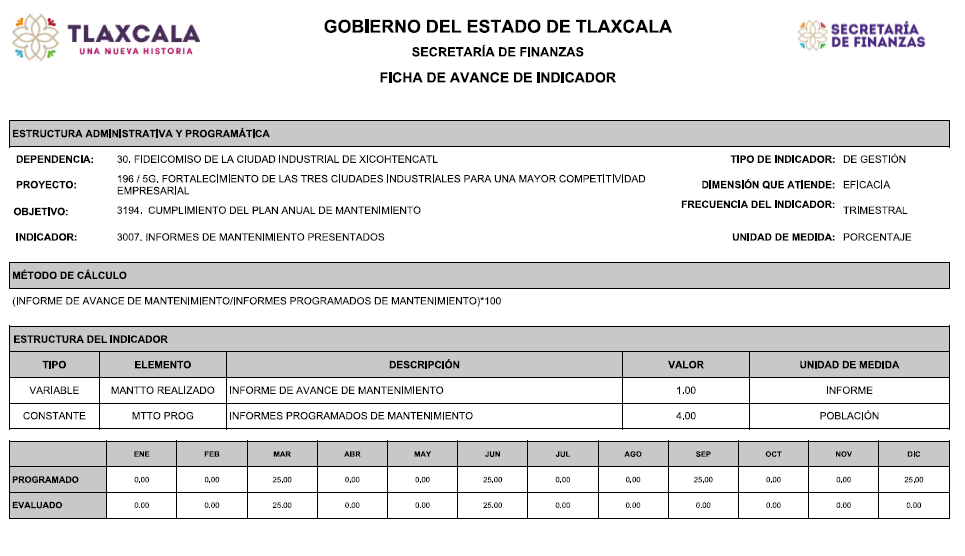 TLAXCALA
UNA NUEVA HISTORIA
GOBIERNO DEL ESTADO DE TLAXCALA
SECRETARÍA DE FINANZAS
FICHA DE AVANCE DE INDICADOR
SECRETARÍA
DE FINANZAS
ESTRUCTURA ADMINISTRATIVA Y PROGRAMÁTICA
DEPENDENCIA: 30. FIDEICOMISO DE LA CIUDAD INDUSTRIAL DE XICOHTENCATL TIPO DE INDICADOR: DE GESTIÓN
PROYECTO: 196 / 5G. FORTALECIMIENTO DE LAS TRES CIUDADES INDUSTRIALES PARA UNA MAYOR COMPETITIVIDAD
EMPRESARIAL DIMENSIÓN QUE ATIENDE: EFICACIA
OBJETIVO: 3194. CUMPLIMIENTO DEL PLAN ANUAL DE MANTENIMIENTO FRECUENCIA DEL INDICADOR: TRIMESTRAL
INDICADOR: 3007. INFORMES DE MANTENIMIENTO PRESENTADOS UNIDAD DE MEDIDA: PORCENTAJE
MÉTODO DE CÁLCULO
(INFORME DE AVANCE DE MANTENIMIENTO/INFORMES PROGRAMADOS DE MANTENIMIENTO)*100
ESTRUCTURA DEL INDICADOR
TIPO ELEMENTO DESCRIPCIÓN VALOR UNIDAD DE MEDIDA
VARIABLE MANTTO REALIZADO INFORME DE AVANCE DE MANTENIMIENTO 1.00 INFORME
CONSTANTE MTTO PROG INFORMES PROGRAMADOS DE MANTENIMIENTO 4.00 POBLACIÓN
ENE FEB MAR ABR MAY JUN JUL AGO SEP OCT NOV DIC
PROGRAMADO 0.00 0.00 25.00 0.00 0.00 25.00 0.00 0.00 25.00 0.00 0.00 25.00
EVALUADO 0.00 0.00 25.00 0.00 0.00 25.00 0.00 0.00 0.00 0.00 0.00 0.00